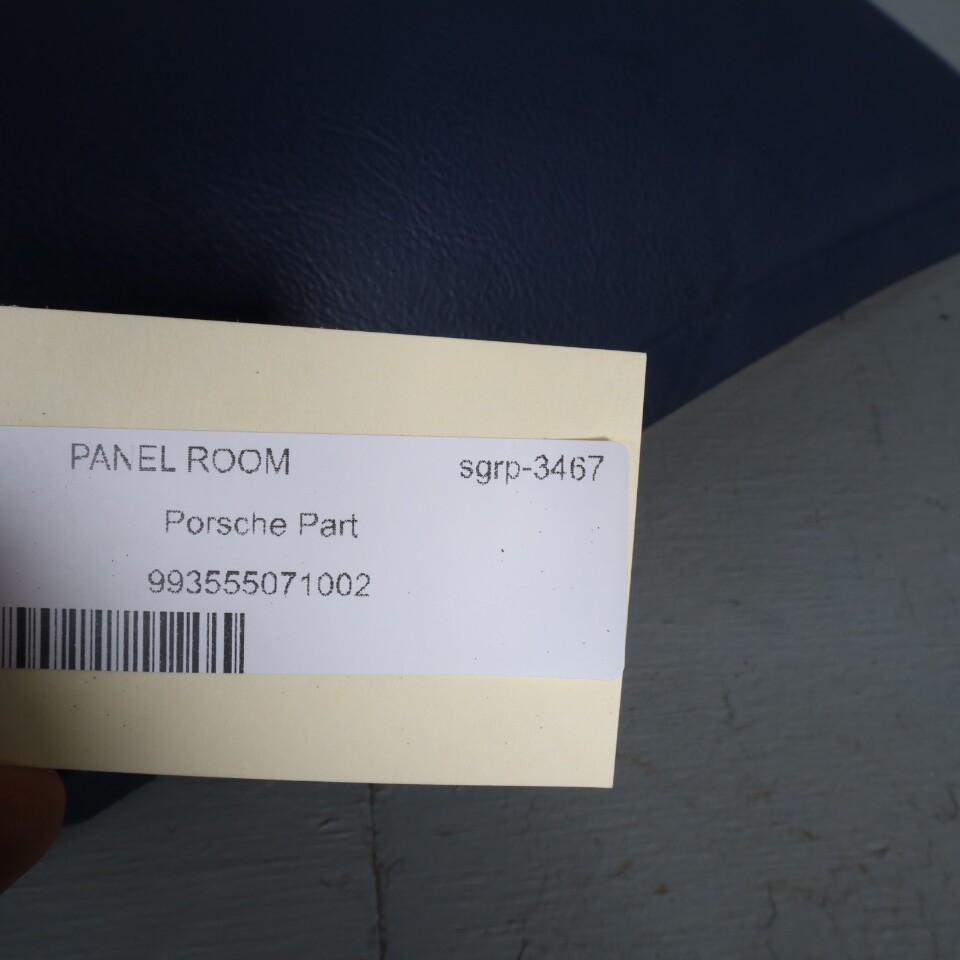 PANEL ROOM sgrp-3467
Porsche Part
993555071002